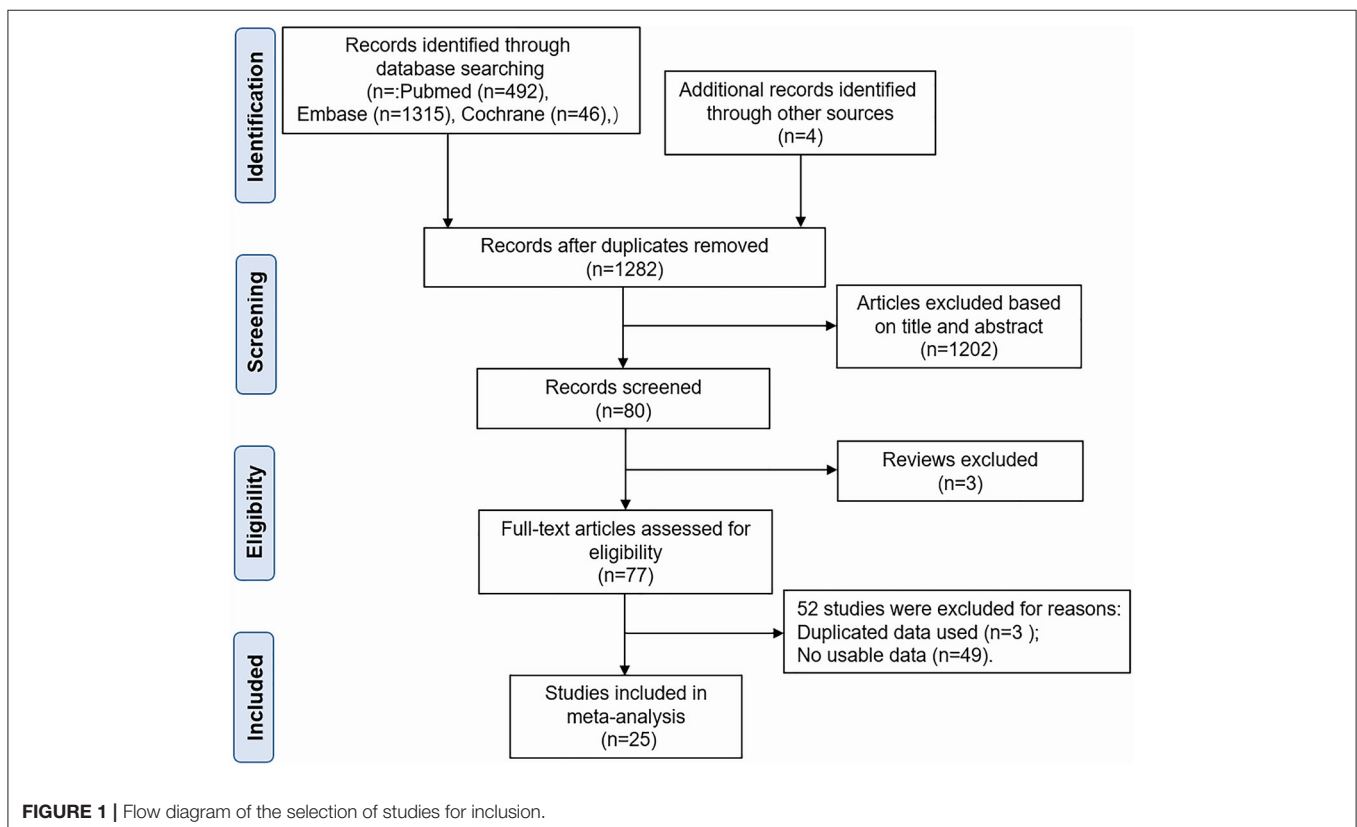 Identification
Records identified through
database searching
(n=:Pubmed (n=492),
Embase (n=1315), Cochrane (n=46),)
Additional records identified
through other sources
(n=4)
Screening
Records after duplicates removed
(n=1282)
Articles excluded based
on title and abstract
(n=1202)
Records screened
(n=80)
Eligibility
Reviews excluded
(n=3)
Full-text articles assessed for
eligibility
(n=77)
52 studies were excluded for reasons:
Duplicated data used (n=3 );
No usable data (n=49).
Included
Studies included in
meta-analysis
(n=25)
FIGURE 1 | Flow diagram of the selection of studies for inclusion.